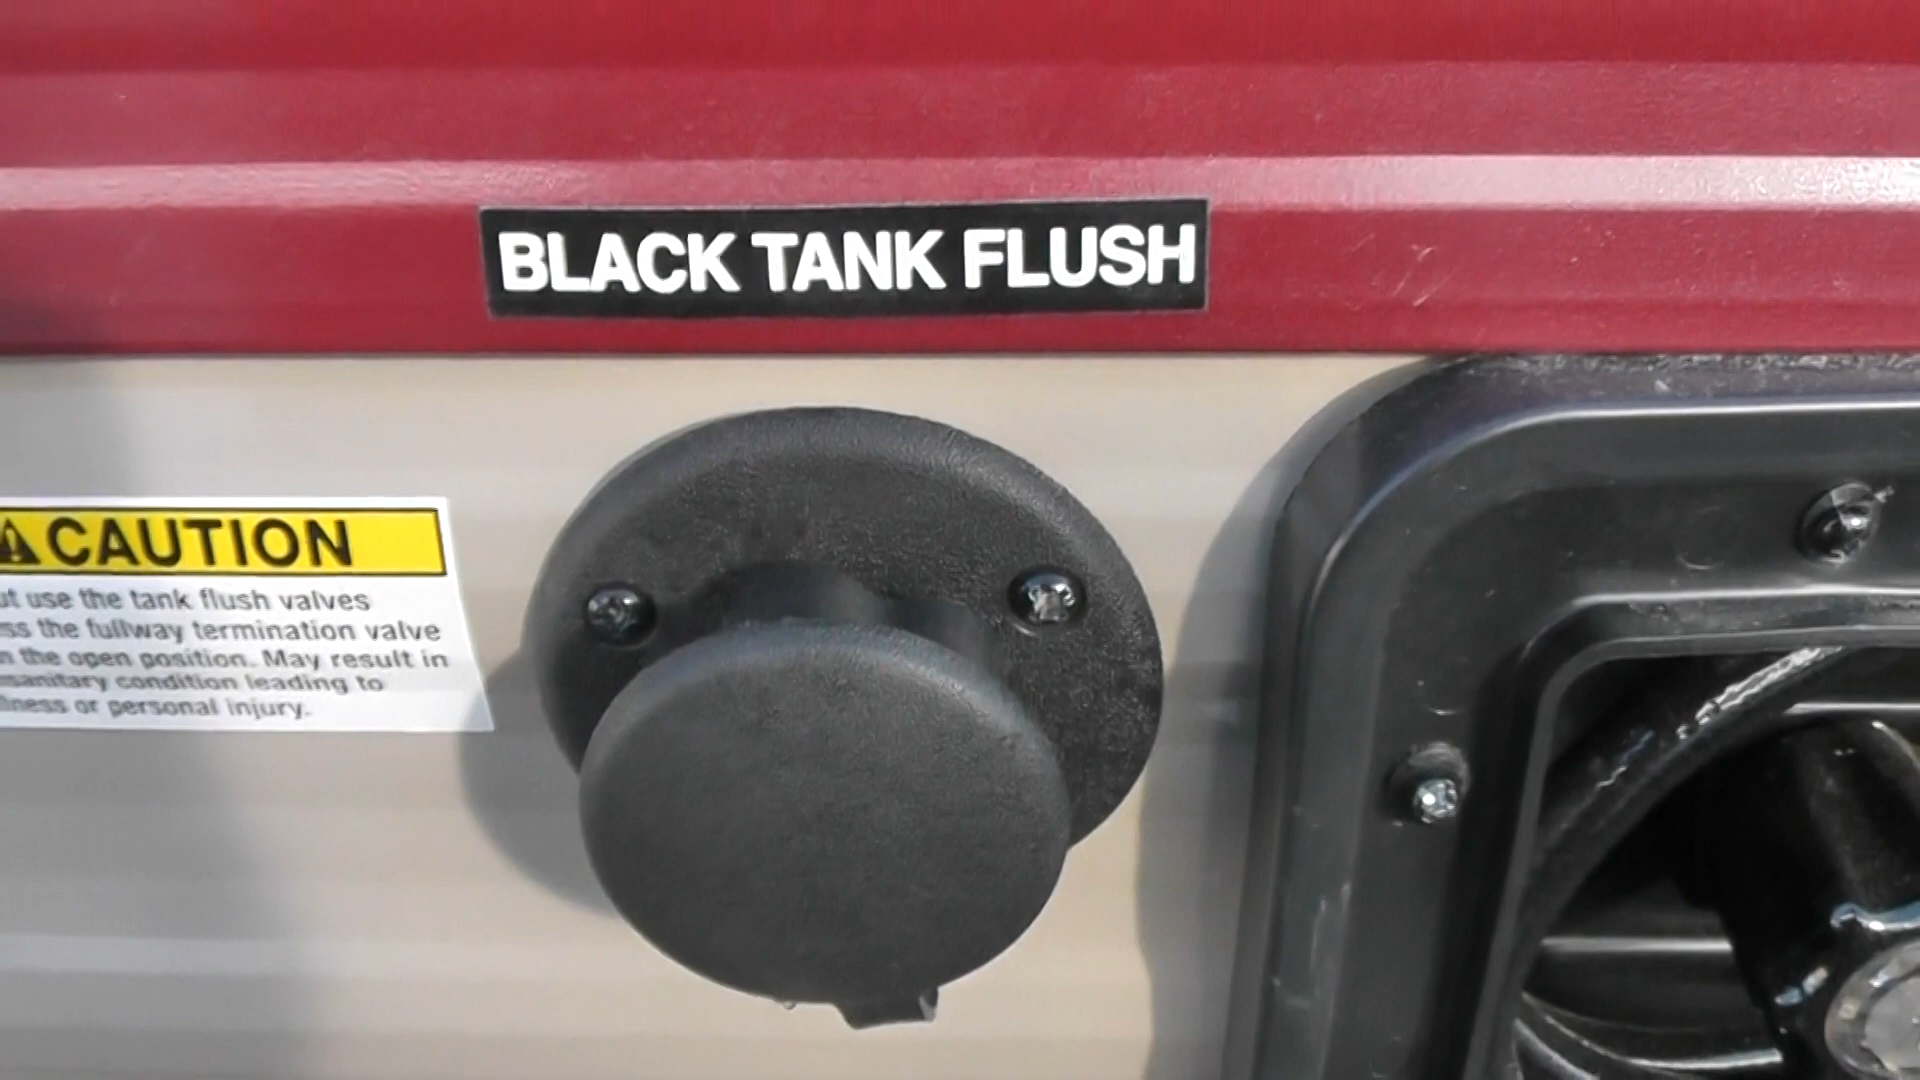 BLACK TANK FLUSH
CAUTION
use the tank flush valves
the fullway termination valve
the open position. May result in
condition leading to
or personal injury.